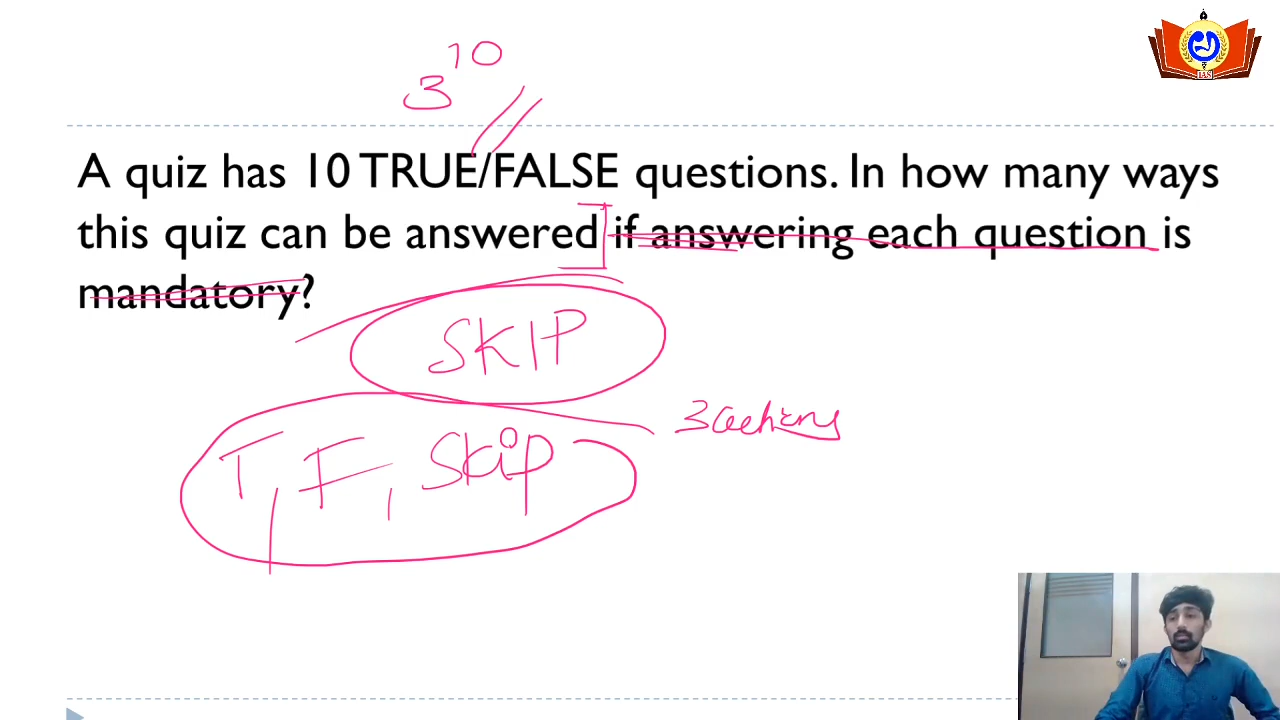 3^10
A quiz has 10 TRUE/FALSE questions. In how many ways
this quiz can be answered if answering each question is
mandatory?
SKIP
T, F, Skip
3